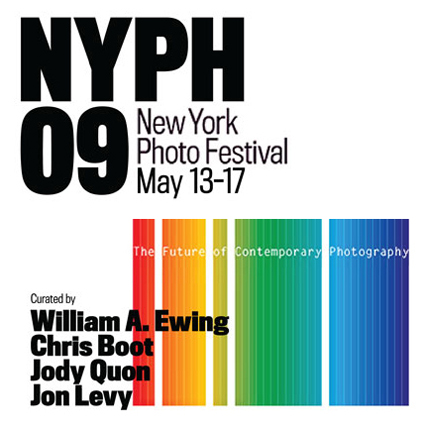 NYPH
09
New York
Photo Festival
May 13-17
The Future of Contemporary Photography
Curated by
William A. Ewing
Chris Boot
Jody Quon
Jon Levy